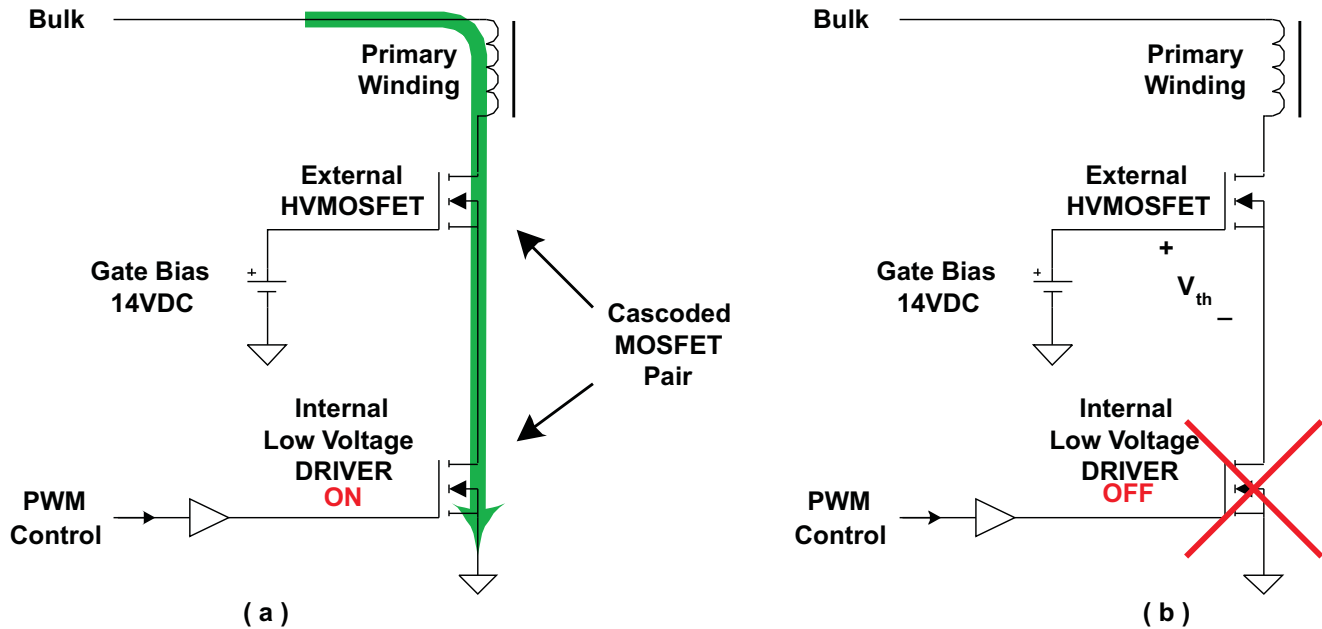 Bulk
Primary
Winding
External
HVMOSFET
+
Gate Bias
14VDC
Cascoded
MOSFET
Pair
Internal
Low Voltage
DRIVER
ON
PWM
Control
( a )
Bulk
Primary
Winding
External
HVMOSFET
+
Gate Bias
14VDC
+
Vth
–
Internal
Low Voltage
DRIVER
OFF
PWM
Control
( b )